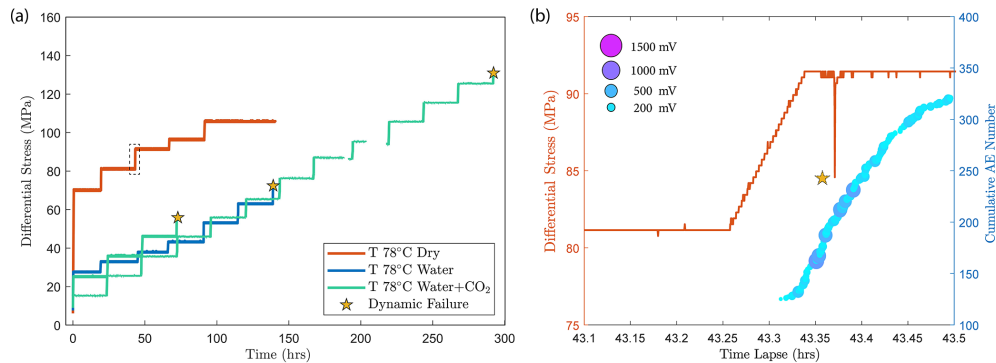 (a)
160
140
120
100
80
60
40
20
0
Differential Stress (MPa)
0 50 100 150 200 250 300
Time (hrs)
T 78°C Dry
T 78°C Water
T 78°C Water+CO₂
Dynamic Failure
(b)
95
90
85
80
75
Differential Stress (MPa)
1500 mV
1000 mV
500 mV
200 mV
400
350
300
250
200
150
100
Cumulative AE Number
43.1 43.15 43.2 43.25 43.3 43.35 43.4 43.45 43.5
Time Lapse (hrs)